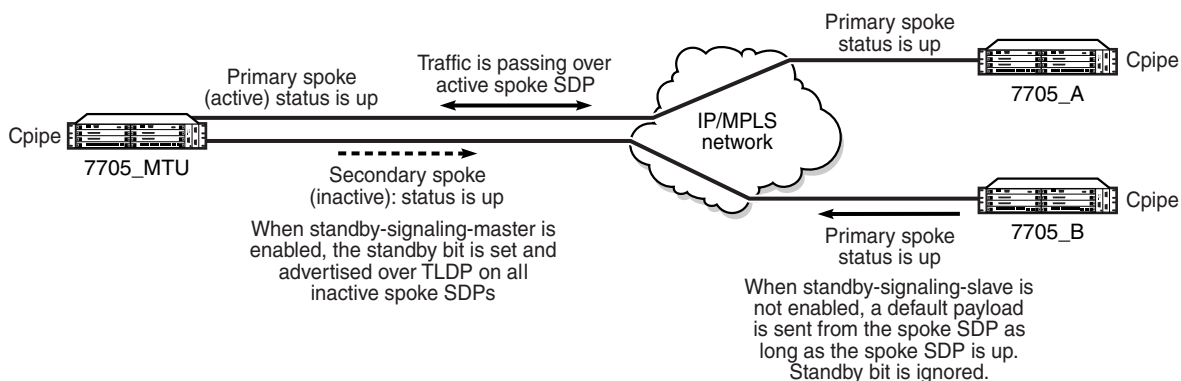 Primary spoke
status is up
Cpipe
7705_A
Primary spoke
(active) status is up
Traffic is passing over
active spoke SDP
IP/MPLS
network
Cpipe
7705_MTU
Secondary spoke
(inactive): status is up
When standby-signaling-master is
enabled, the standby bit is set and
advertised over TLDP on all
inactive spoke SDPs
Cpipe
7705_B
Primary spoke
status is up
When standby-signaling-slave is
not enabled, a default payload
is sent from the spoke SDP as
long as the spoke SDP is up.
Standby bit is ignored.